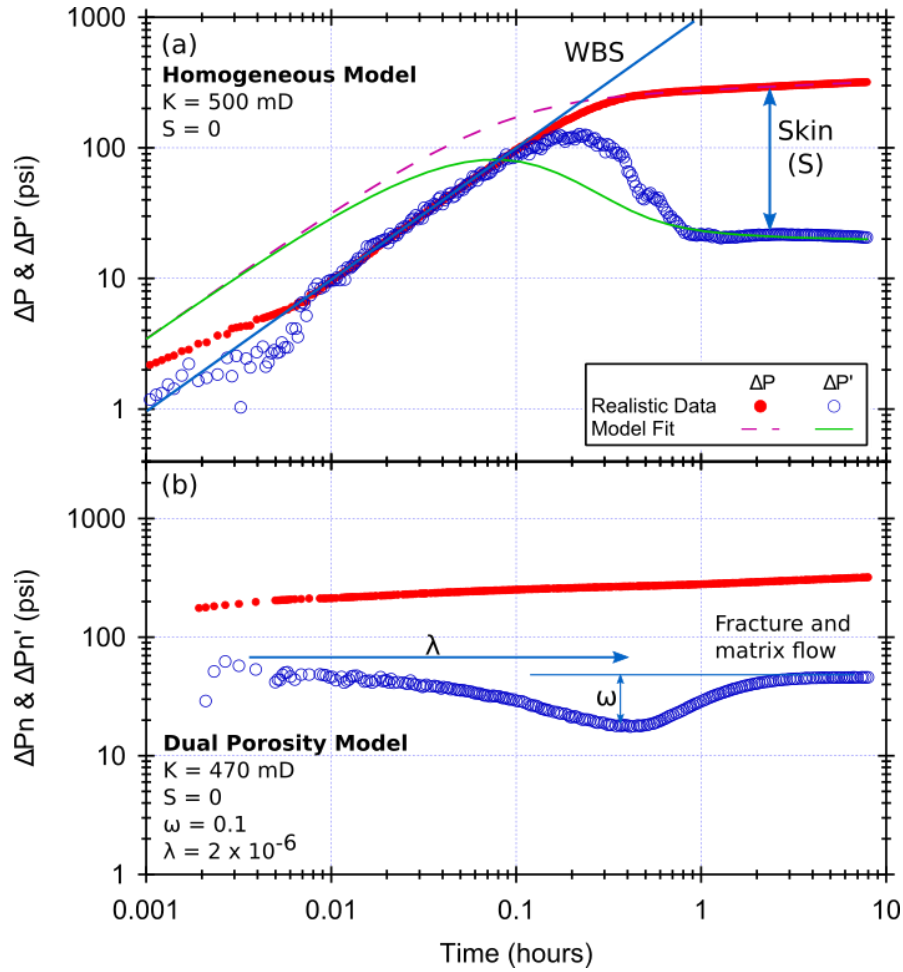 1000
100
10
1
ΔP & ΔP' (psi)
(a)
Homogeneous Model
K = 500 mD
S = 0
WBS
Skin
(S)
ΔP ΔP'
Realistic Data
Model Fit
1000
100
10
1
ΔPn & ΔPn' (psi)
(b)
λ
Fracture and
matrix flow
ω
Dual Porosity Model
K = 470 mD
S = 0
ω = 0.1
λ = 2 x 10⁻⁶
0.001 0.01 0.1 1 10
Time (hours)